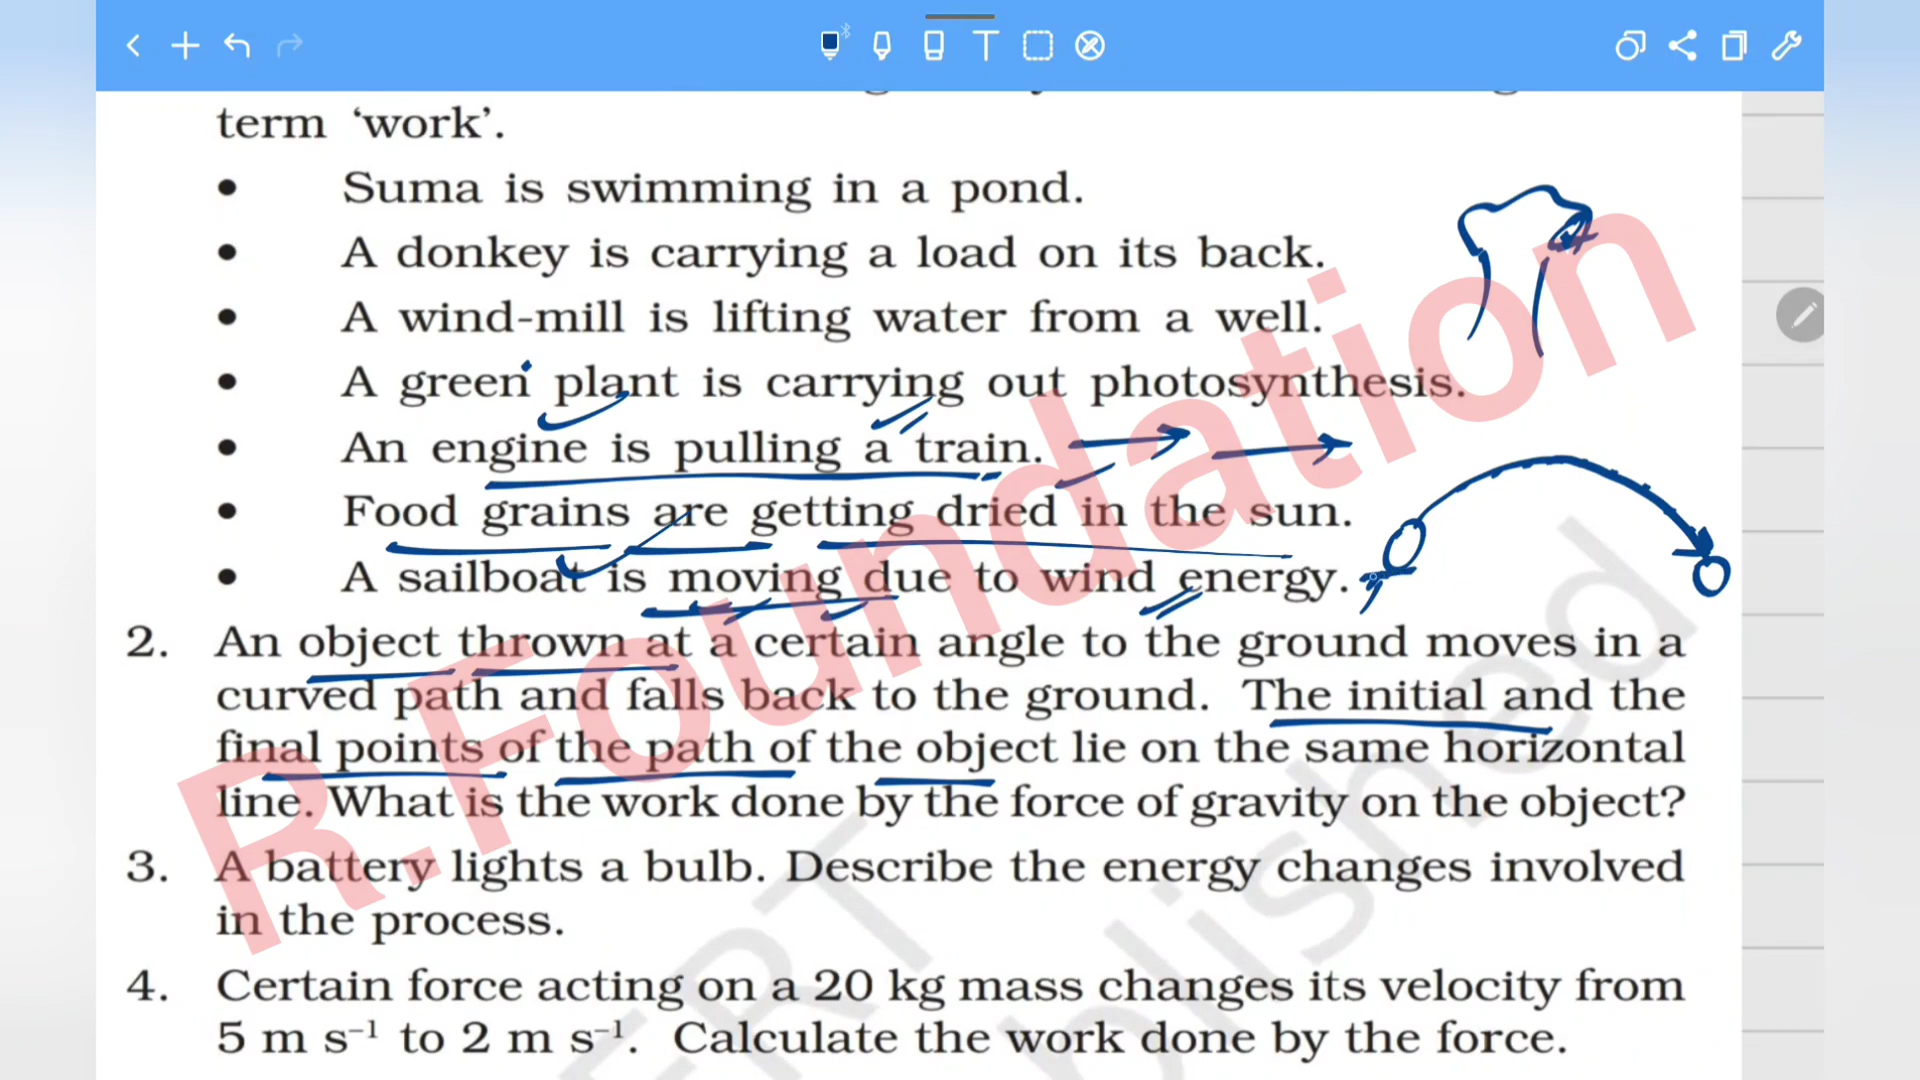 term ‘work’.
• Suma is swimming in a pond.
• A donkey is carrying a load on its back.
• A wind-mill is lifting water from a well.
• A green plant is carrying out photosynthesis.
• An engine is pulling a train.
• Food grains are getting dried in the sun.
• A sailboat is moving due to wind energy.
2. An object thrown at a certain angle to the ground moves in a
curved path and falls back to the ground. The initial and the
final points of the path of the object lie on the same horizontal
line. What is the work done by the force of gravity on the object?
3. A battery lights a bulb. Describe the energy changes involved
in the process.
4. Certain force acting on a 20 kg mass changes its velocity from
5 m s⁻¹ to 2 m s⁻¹. Calculate the work done by the force.
R.Foundation